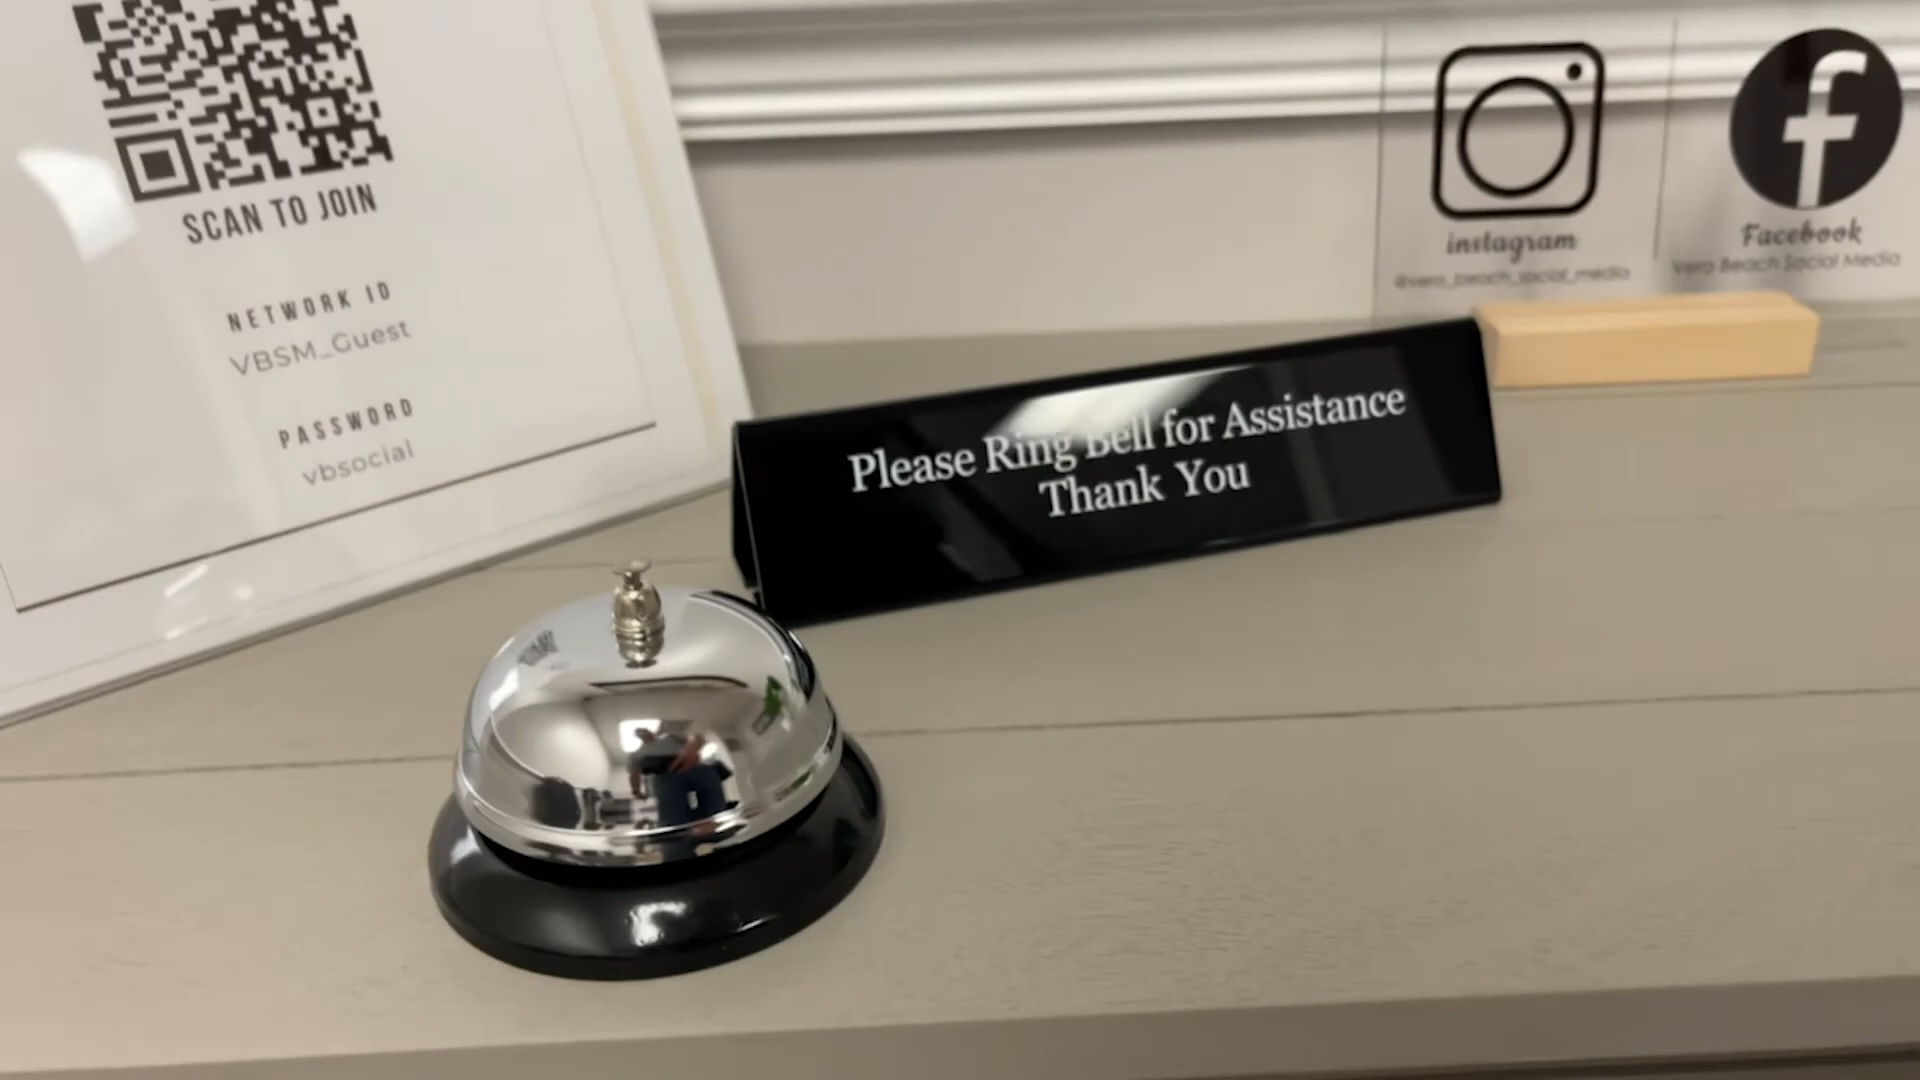 SCAN TO JOIN
NETWORK ID
VBSM_Guest
PASSWORD
vbsocial
Please Ring Bell for Assistance
Thank You
instagram
@vero_beach_social_media
Facebook
Vero Beach Social Media